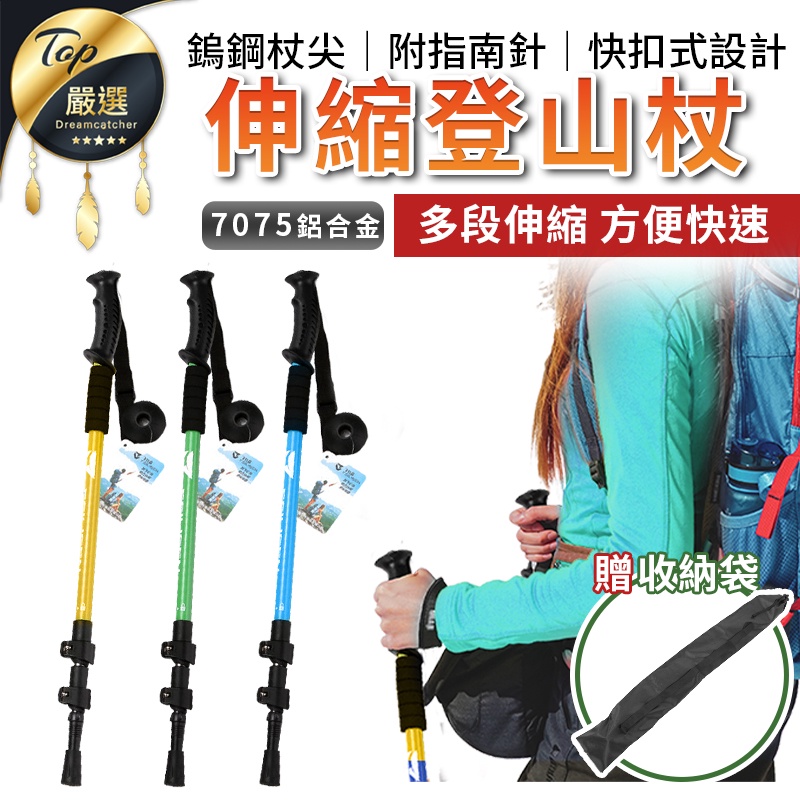 Top
嚴選
Dreamcatcher
鎢鋼杖尖｜附指南針｜快扣式設計
伸縮登山杖
7075鋁合金
多段伸縮 方便快速
贈收納袋